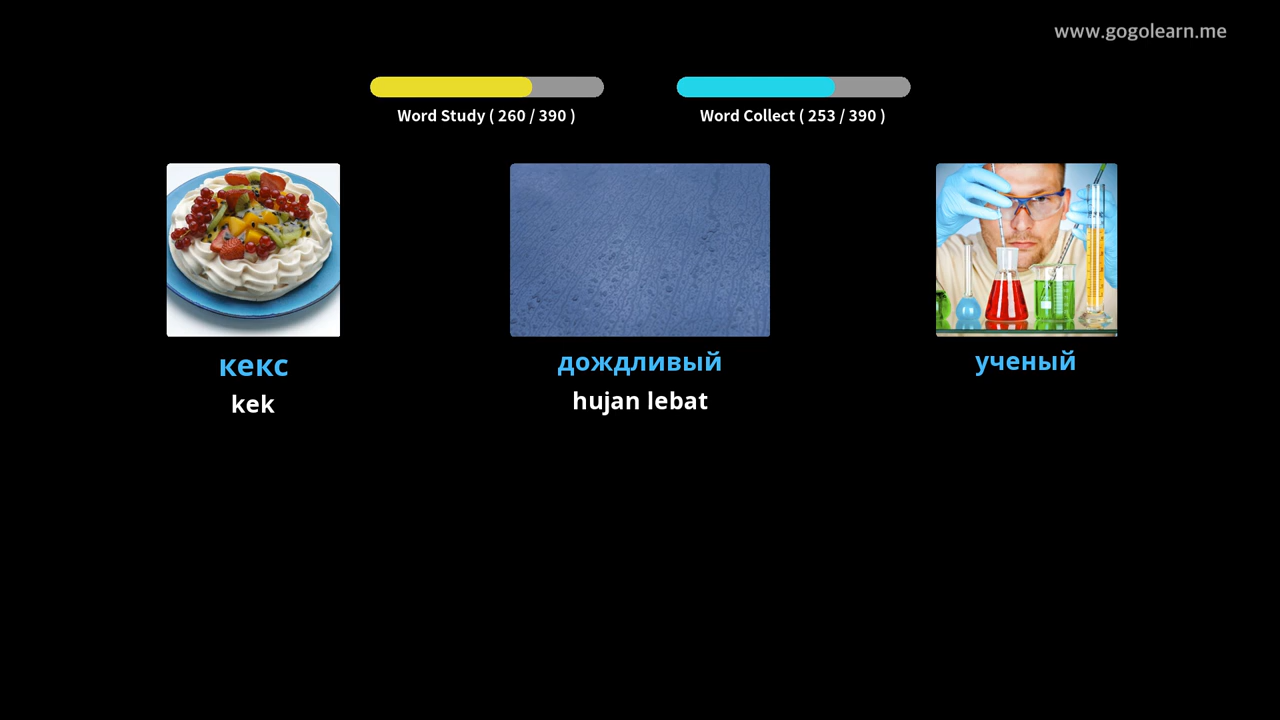 www.gogolearn.me
Word Study ( 260 / 390 )
Word Collect ( 253 / 390 )
кекс
kek
дождливый
hujan lebat
ученый